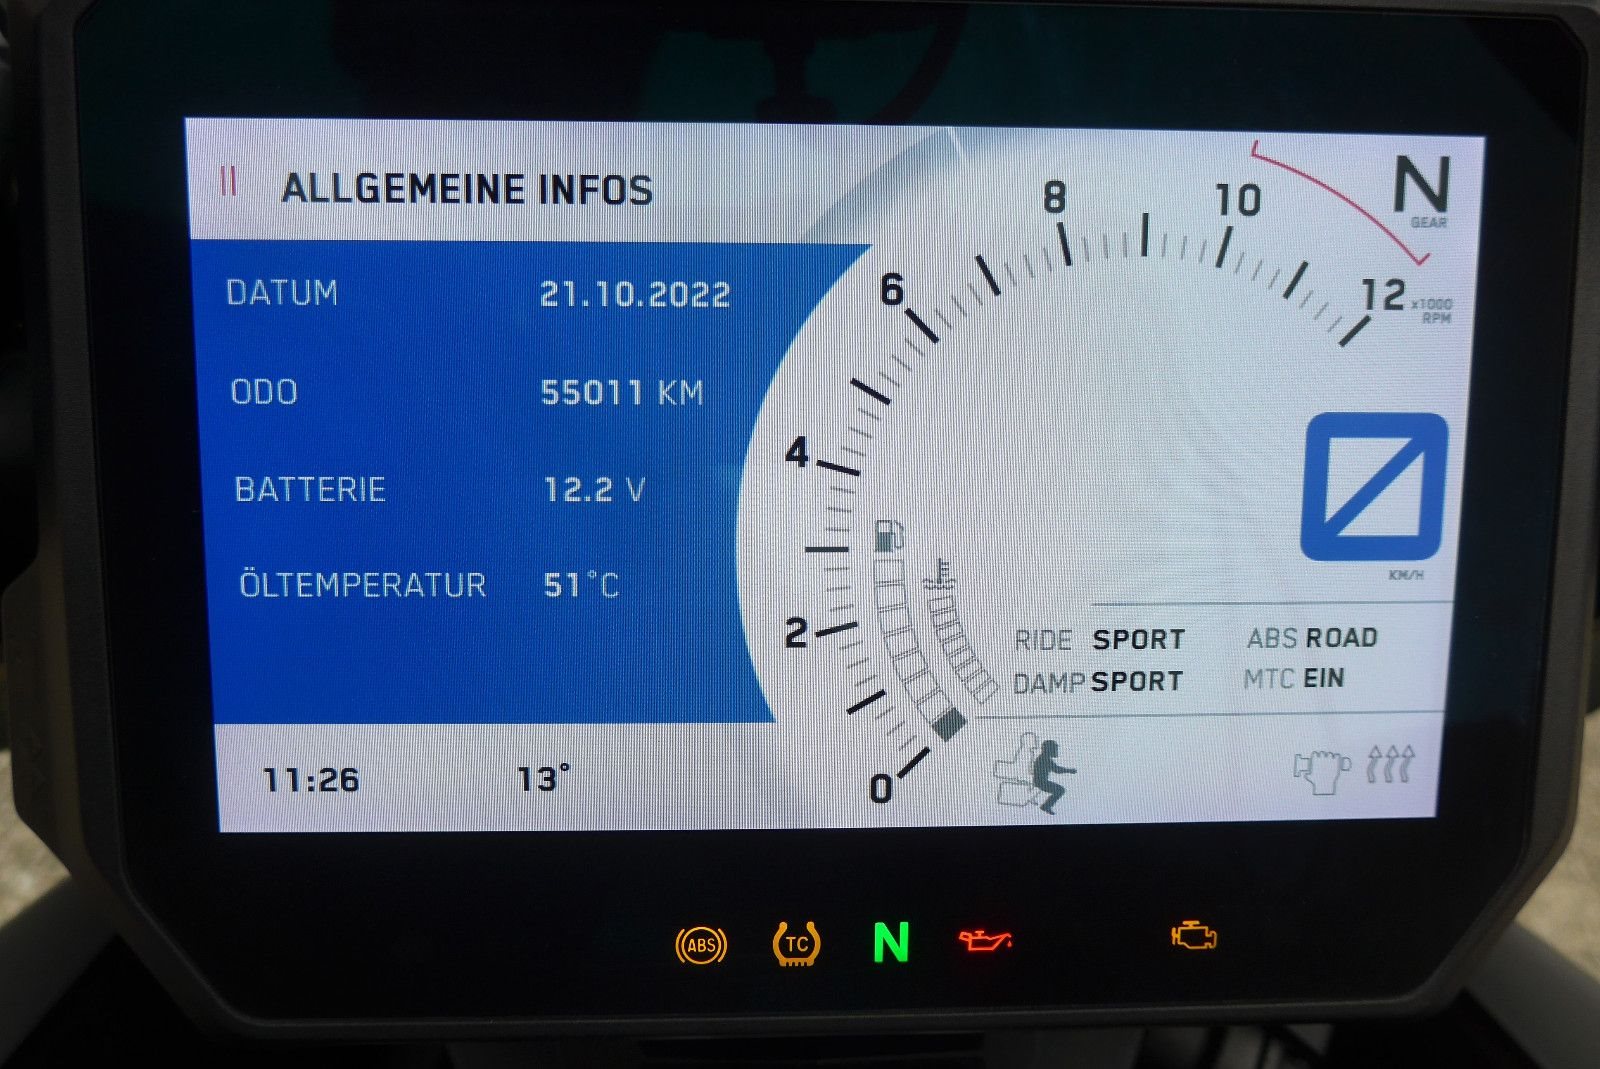 ALLGEMEINE INFOS
DATUM 21.10.2022
ODO 55011 KM
BATTERIE 12.2 V
ÖLTEMPERATUR 51°C
11:26 13°
0
2
4
6
8
10
12
x1000
RPM
N
GEAR
0
KM/H
RIDE SPORT ABS ROAD
DAMP SPORT MTC EIN
ABS TC N